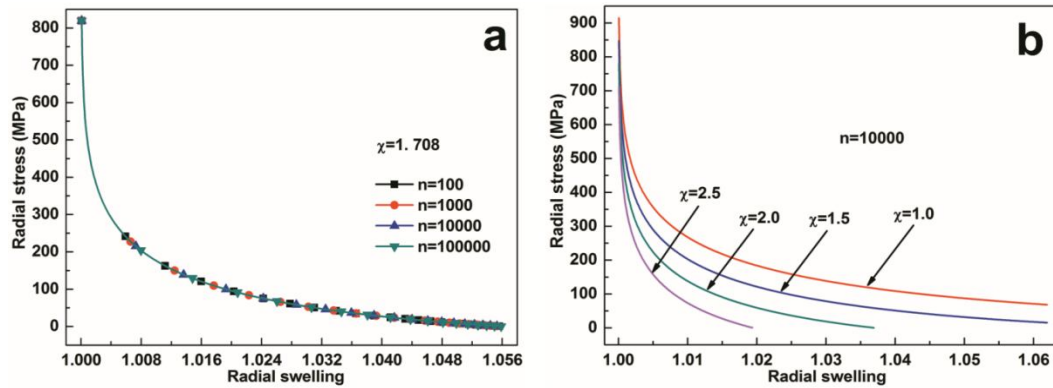 a
800
700
600
500
400
300
200
100
0
Radial stress (MPa)
χ=1. 708
n=100
n=1000
n=10000
n=100000
1.000 1.008 1.016 1.024 1.032 1.040 1.048 1.056
Radial swelling
b
900
800
700
600
500
400
300
200
100
0
Radial stress (MPa)
n=10000
χ=2.5
χ=2.0
χ=1.5
χ=1.0
1.00 1.01 1.02 1.03 1.04 1.05 1.06
Radial swelling